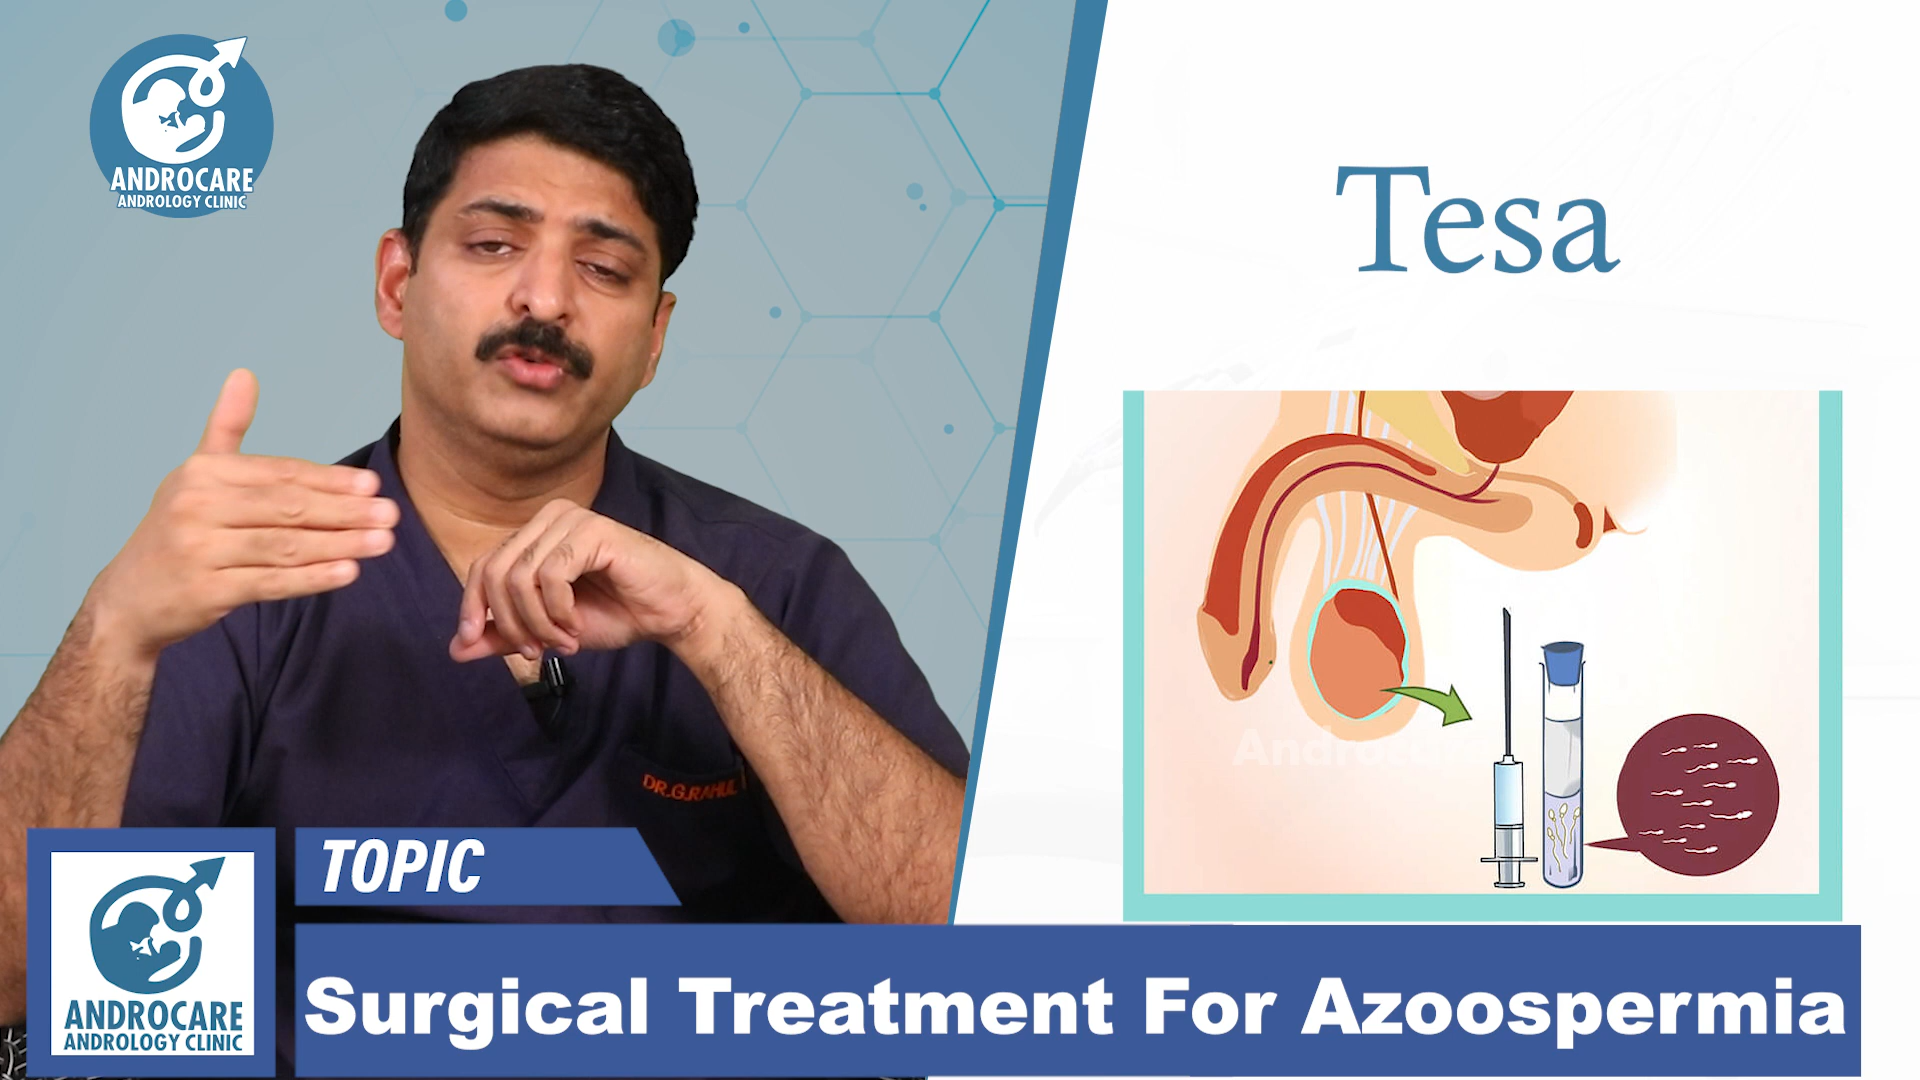 ANDROCARE
ANDROLOGY CLINIC
Tesa
DR.G.RAHUL
TOPIC
Surgical Treatment For Azoospermia
ANDROCARE
ANDROLOGY CLINIC